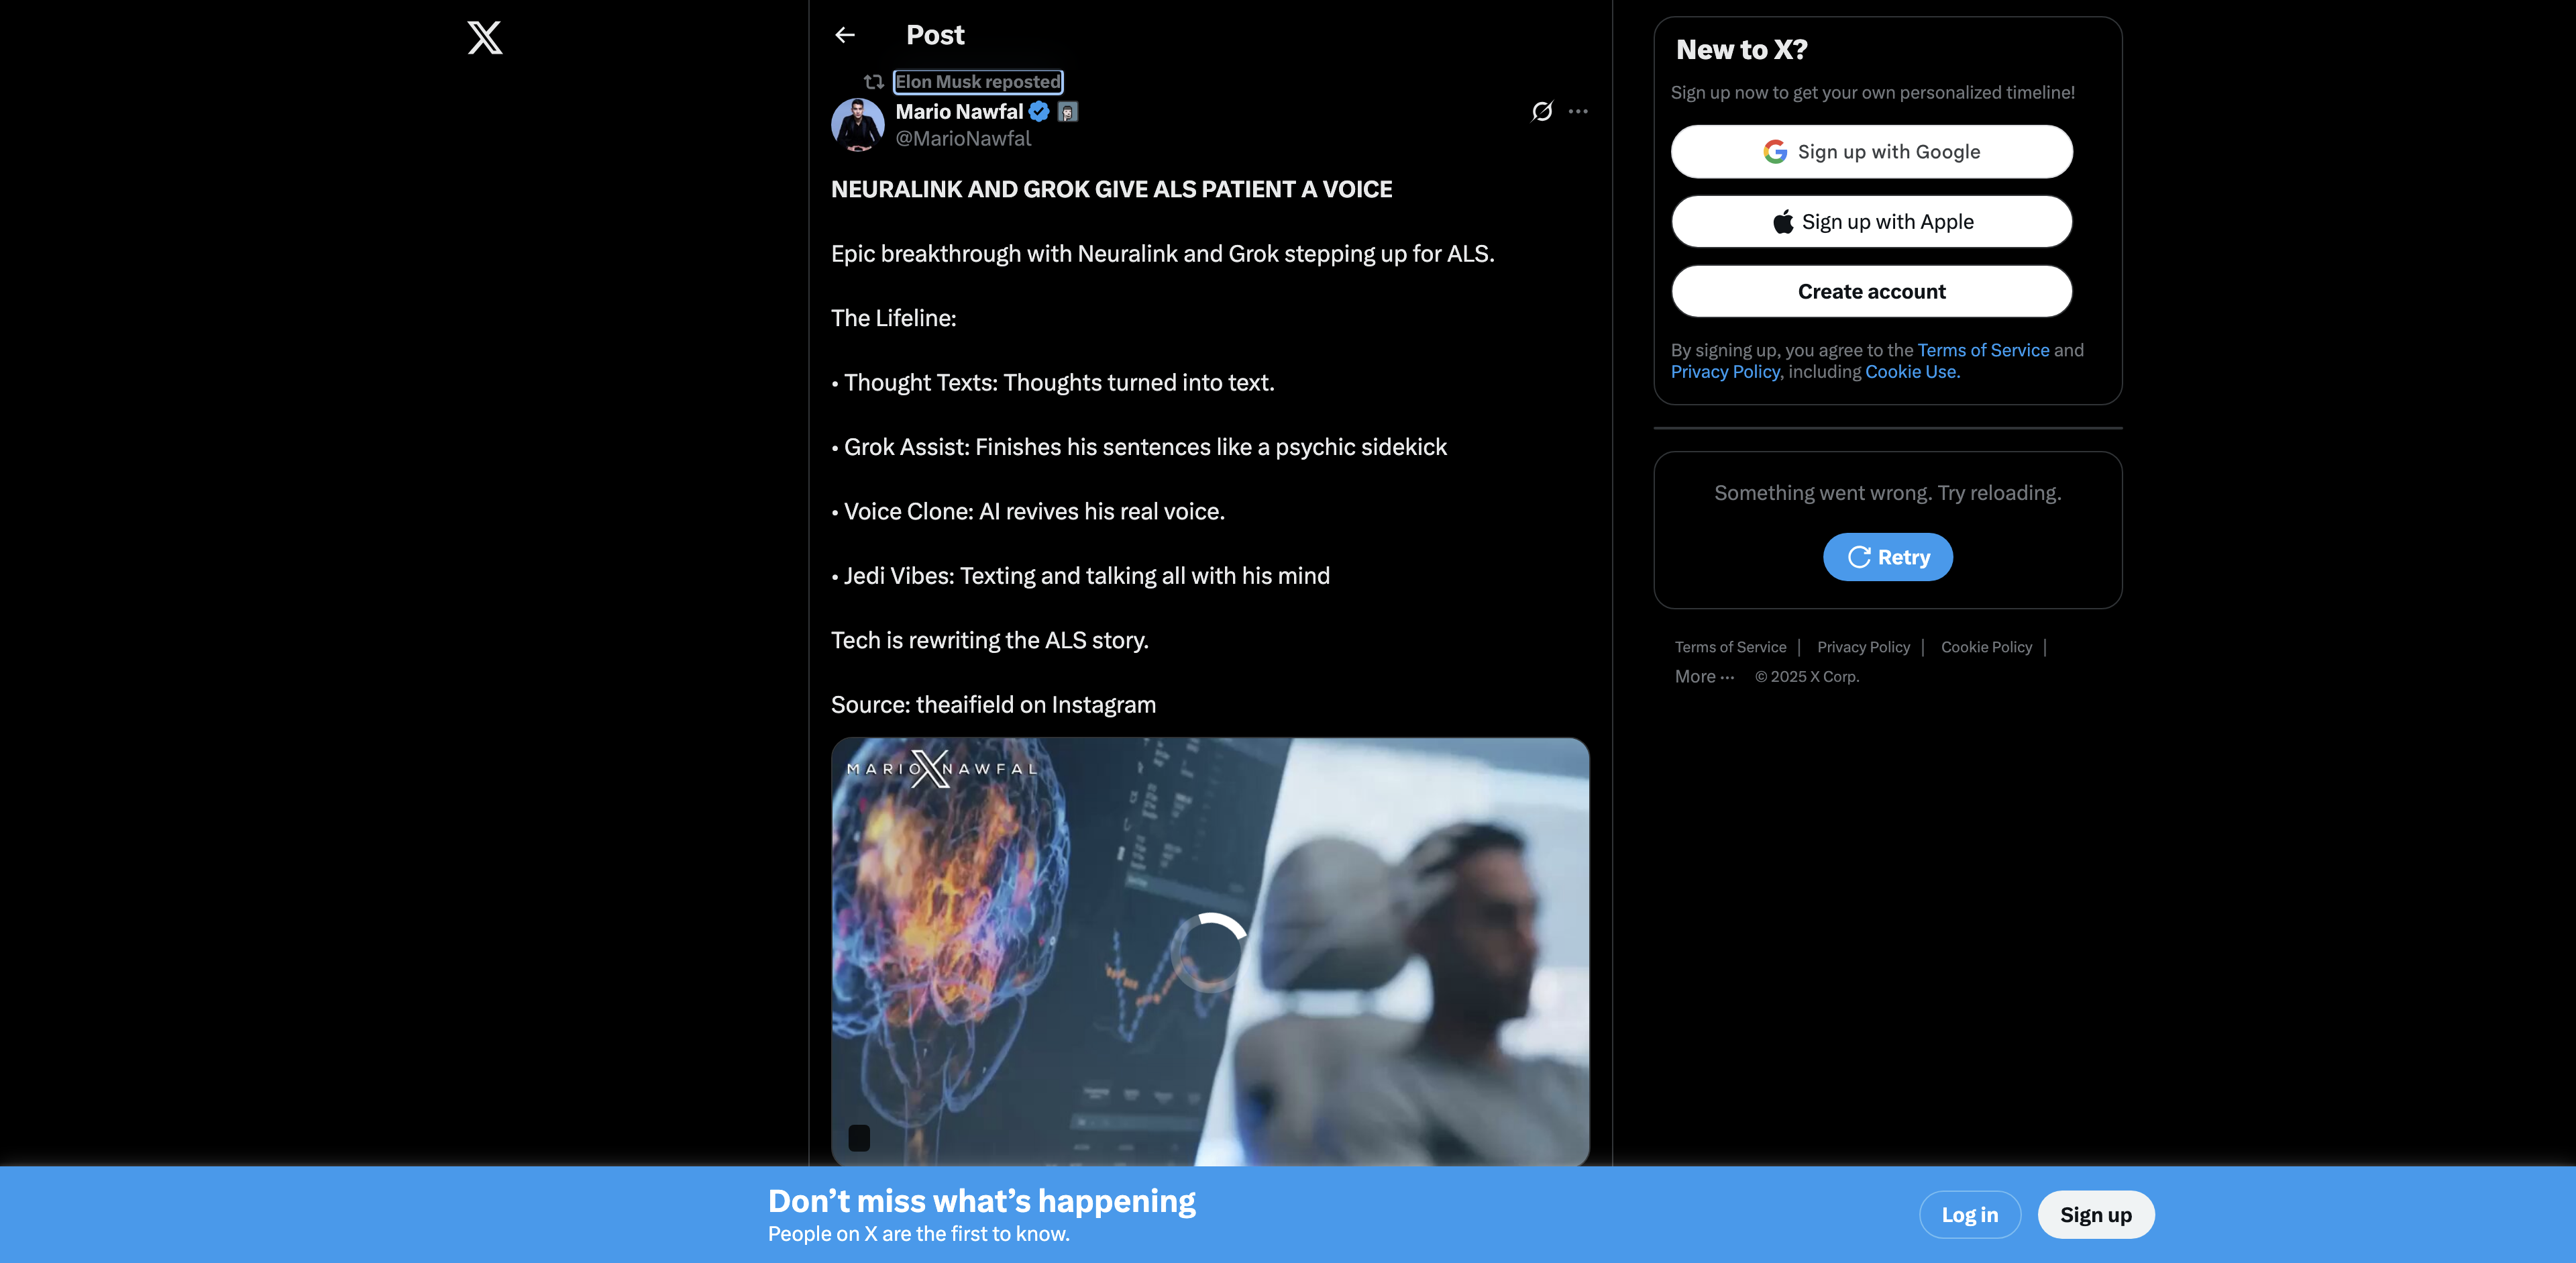 Post
Elon Musk reposted
Mario Nawfal
@MarioNawfal
NEURALINK AND GROK GIVE ALS PATIENT A VOICE
Epic breakthrough with Neuralink and Grok stepping up for ALS.
The Lifeline:
• Thought Texts: Thoughts turned into text.
• Grok Assist: Finishes his sentences like a psychic sidekick
• Voice Clone: AI revives his real voice.
• Jedi Vibes: Texting and talking all with his mind
Tech is rewriting the ALS story.
Source: theaifield on Instagram
MARIO X NAWFAL
New to X?
Sign up now to get your own personalized timeline!
Sign up with Google
Sign up with Apple
Create account
By signing up, you agree to the Terms of Service and
Privacy Policy, including Cookie Use.
Something went wrong. Try reloading.
Retry
Terms of Service | Privacy Policy | Cookie Policy |
More ··· © 2025 X Corp.
Don’t miss what’s happening
People on X are the first to know.
Log in
Sign up